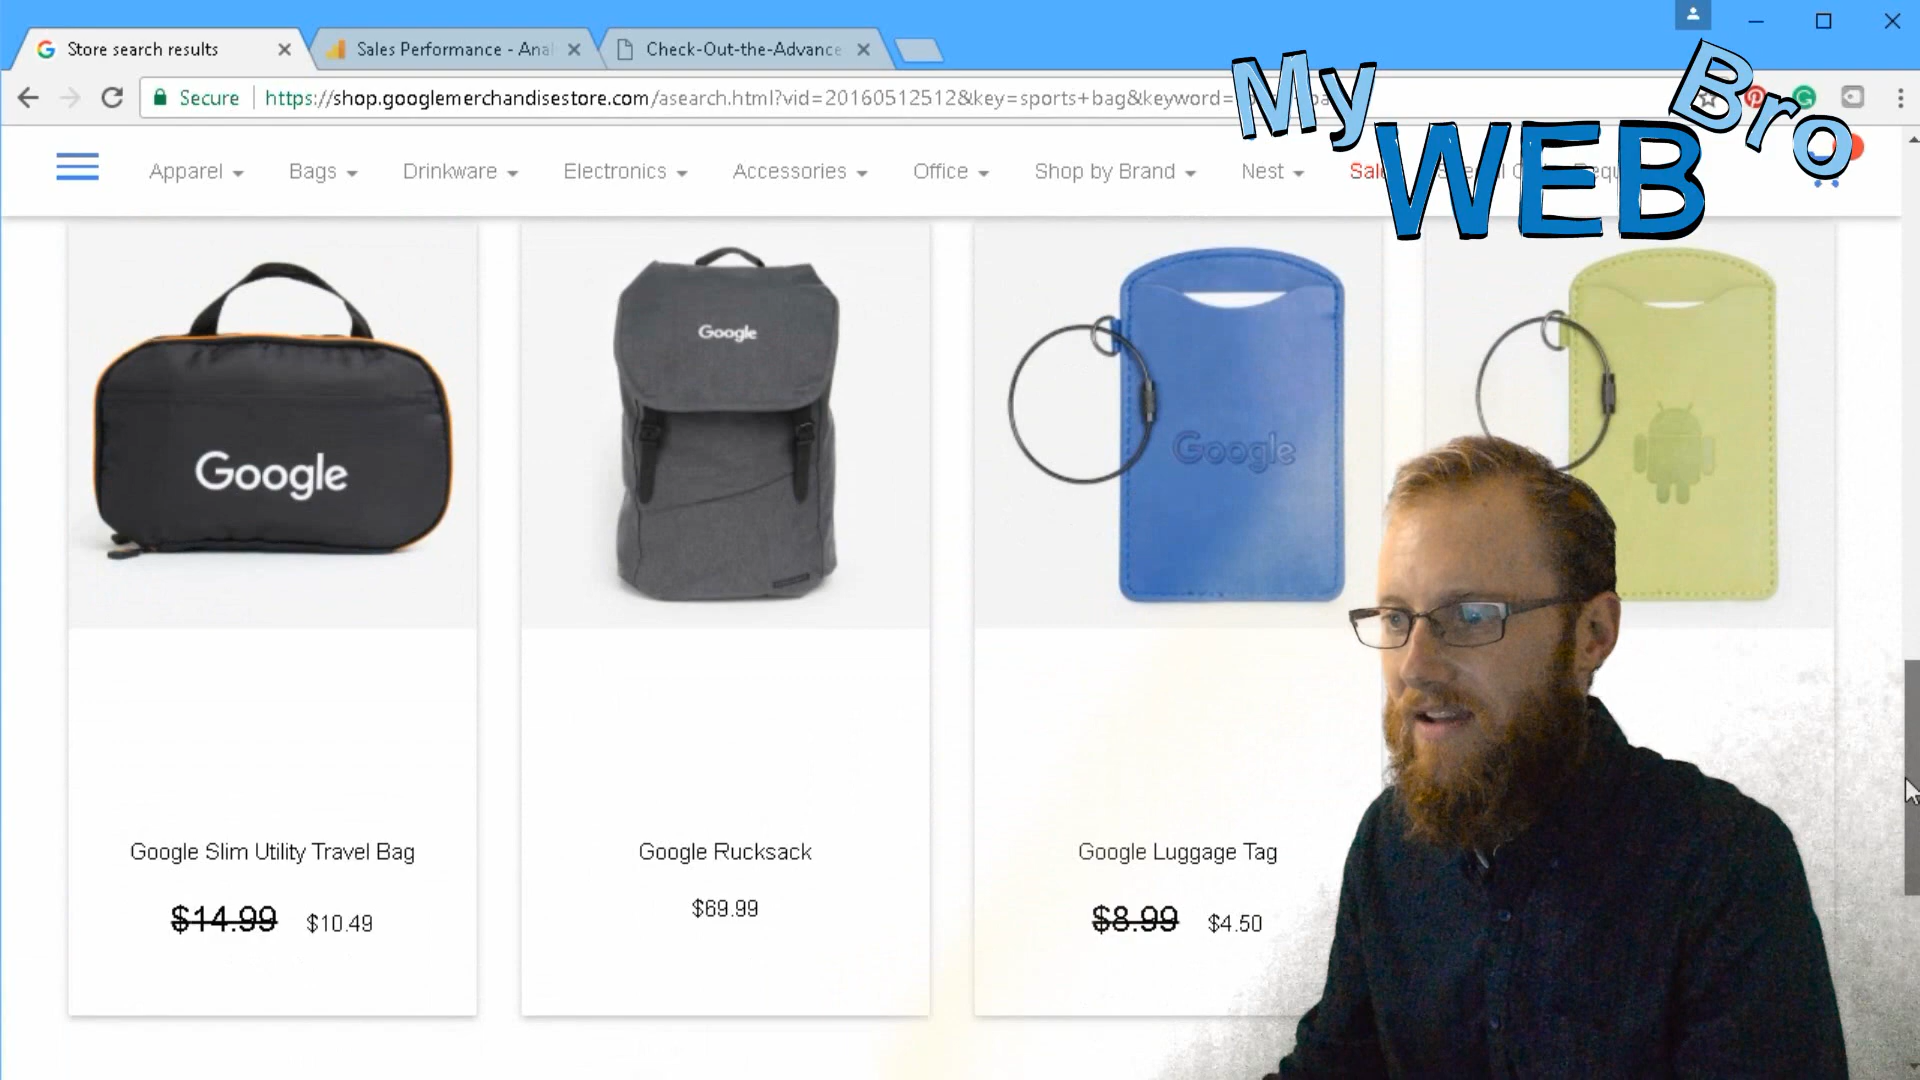 Store search results
Sales Performance - Anal
Check-Out-the-Advance
Secure
https://shop.googlemerchandisestore.com/asearch.html?vid=20160512512&key=sports+bag&keyword=
My
WEB
Bro
Apparel
Bags
Drinkware
Electronics
Accessories
Office
Shop by Brand
Nest
Sale
Google
Google
Google
Google Slim Utility Travel Bag
Google Rucksack
Google Luggage Tag
$14.99 $10.49
$69.99
$8.99 $4.50